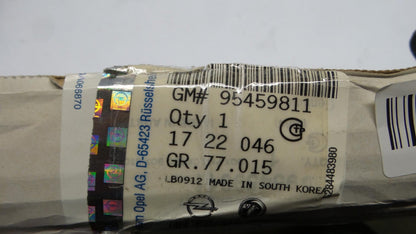 GM# 95459811
Qty 1
17 22 046
GR.77.015
LB0912 MADE IN SOUTH KOREA
Opel AG, D-65423 Rüsselsheim